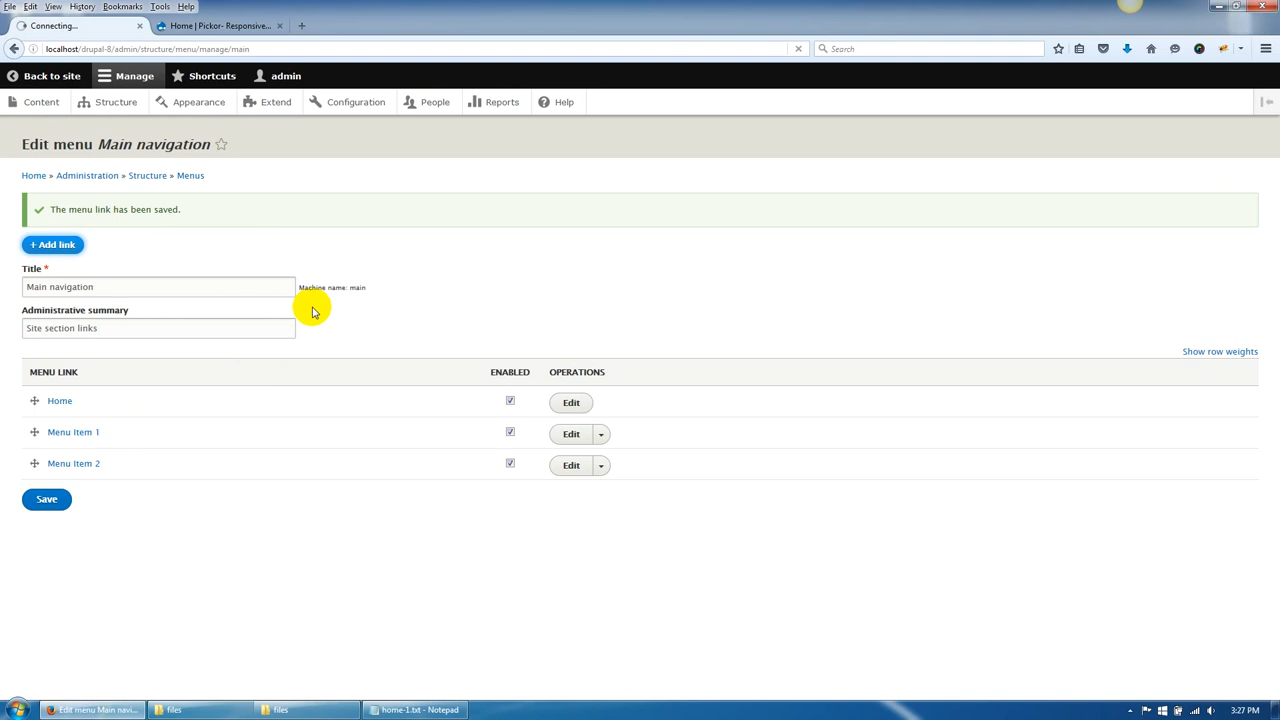 File Edit View History Bookmarks Tools Help
Connecting... × Home | Pickor- Responsive... × +
localhost/drupal-8/admin/structure/menu/manage/main × Search
Back to site Manage Shortcuts admin
Content Structure Appearance Extend Configuration People Reports Help
Edit menu Main navigation
Home » Administration » Structure » Menus
The menu link has been saved.
+ Add link
Title *
Main navigation Machine name: main
Administrative summary
Site section links
Show row weights
MENU LINK ENABLED OPERATIONS
Home Edit
Menu Item 1 Edit
Menu Item 2 Edit
Save
Edit menu Main navi... files files home-1.txt - Notepad 3:27 PM